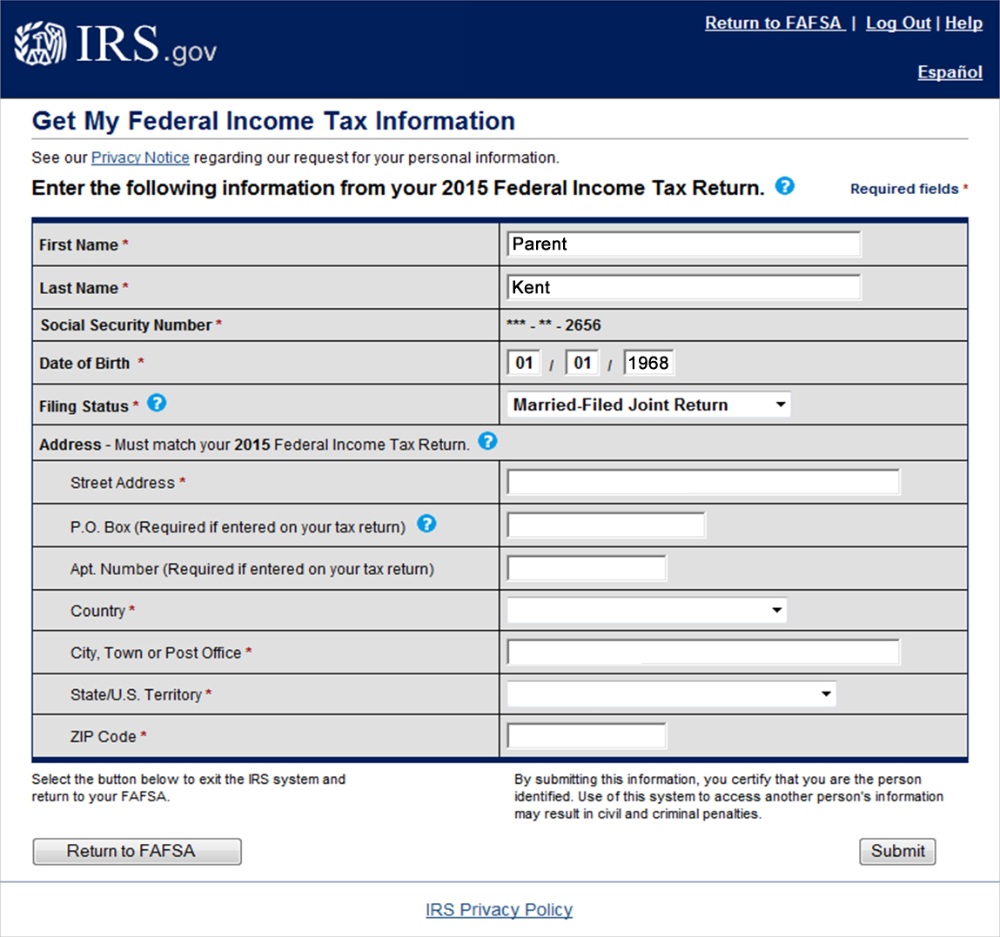 IRS.gov
Return to FAFSA | Log Out | Help
Español
Get My Federal Income Tax Information
See our Privacy Notice regarding our request for your personal information.
Enter the following information from your 2015 Federal Income Tax Return. ?
Required fields *
First Name * Parent
Last Name * Kent
Social Security Number * *** - ** - 2656
Date of Birth * 01 / 01 / 1968
Filing Status * ? Married-Filed Joint Return
Address - Must match your 2015 Federal Income Tax Return. ?
Street Address *
P.O. Box (Required if entered on your tax return) ?
Apt. Number (Required if entered on your tax return)
Country *
City, Town or Post Office *
State/U.S. Territory *
ZIP Code *
Select the button below to exit the IRS system and
return to your FAFSA.
By submitting this information, you certify that you are the person
identified. Use of this system to access another person's information
may result in civil and criminal penalties.
Return to FAFSA
Submit
IRS Privacy Policy